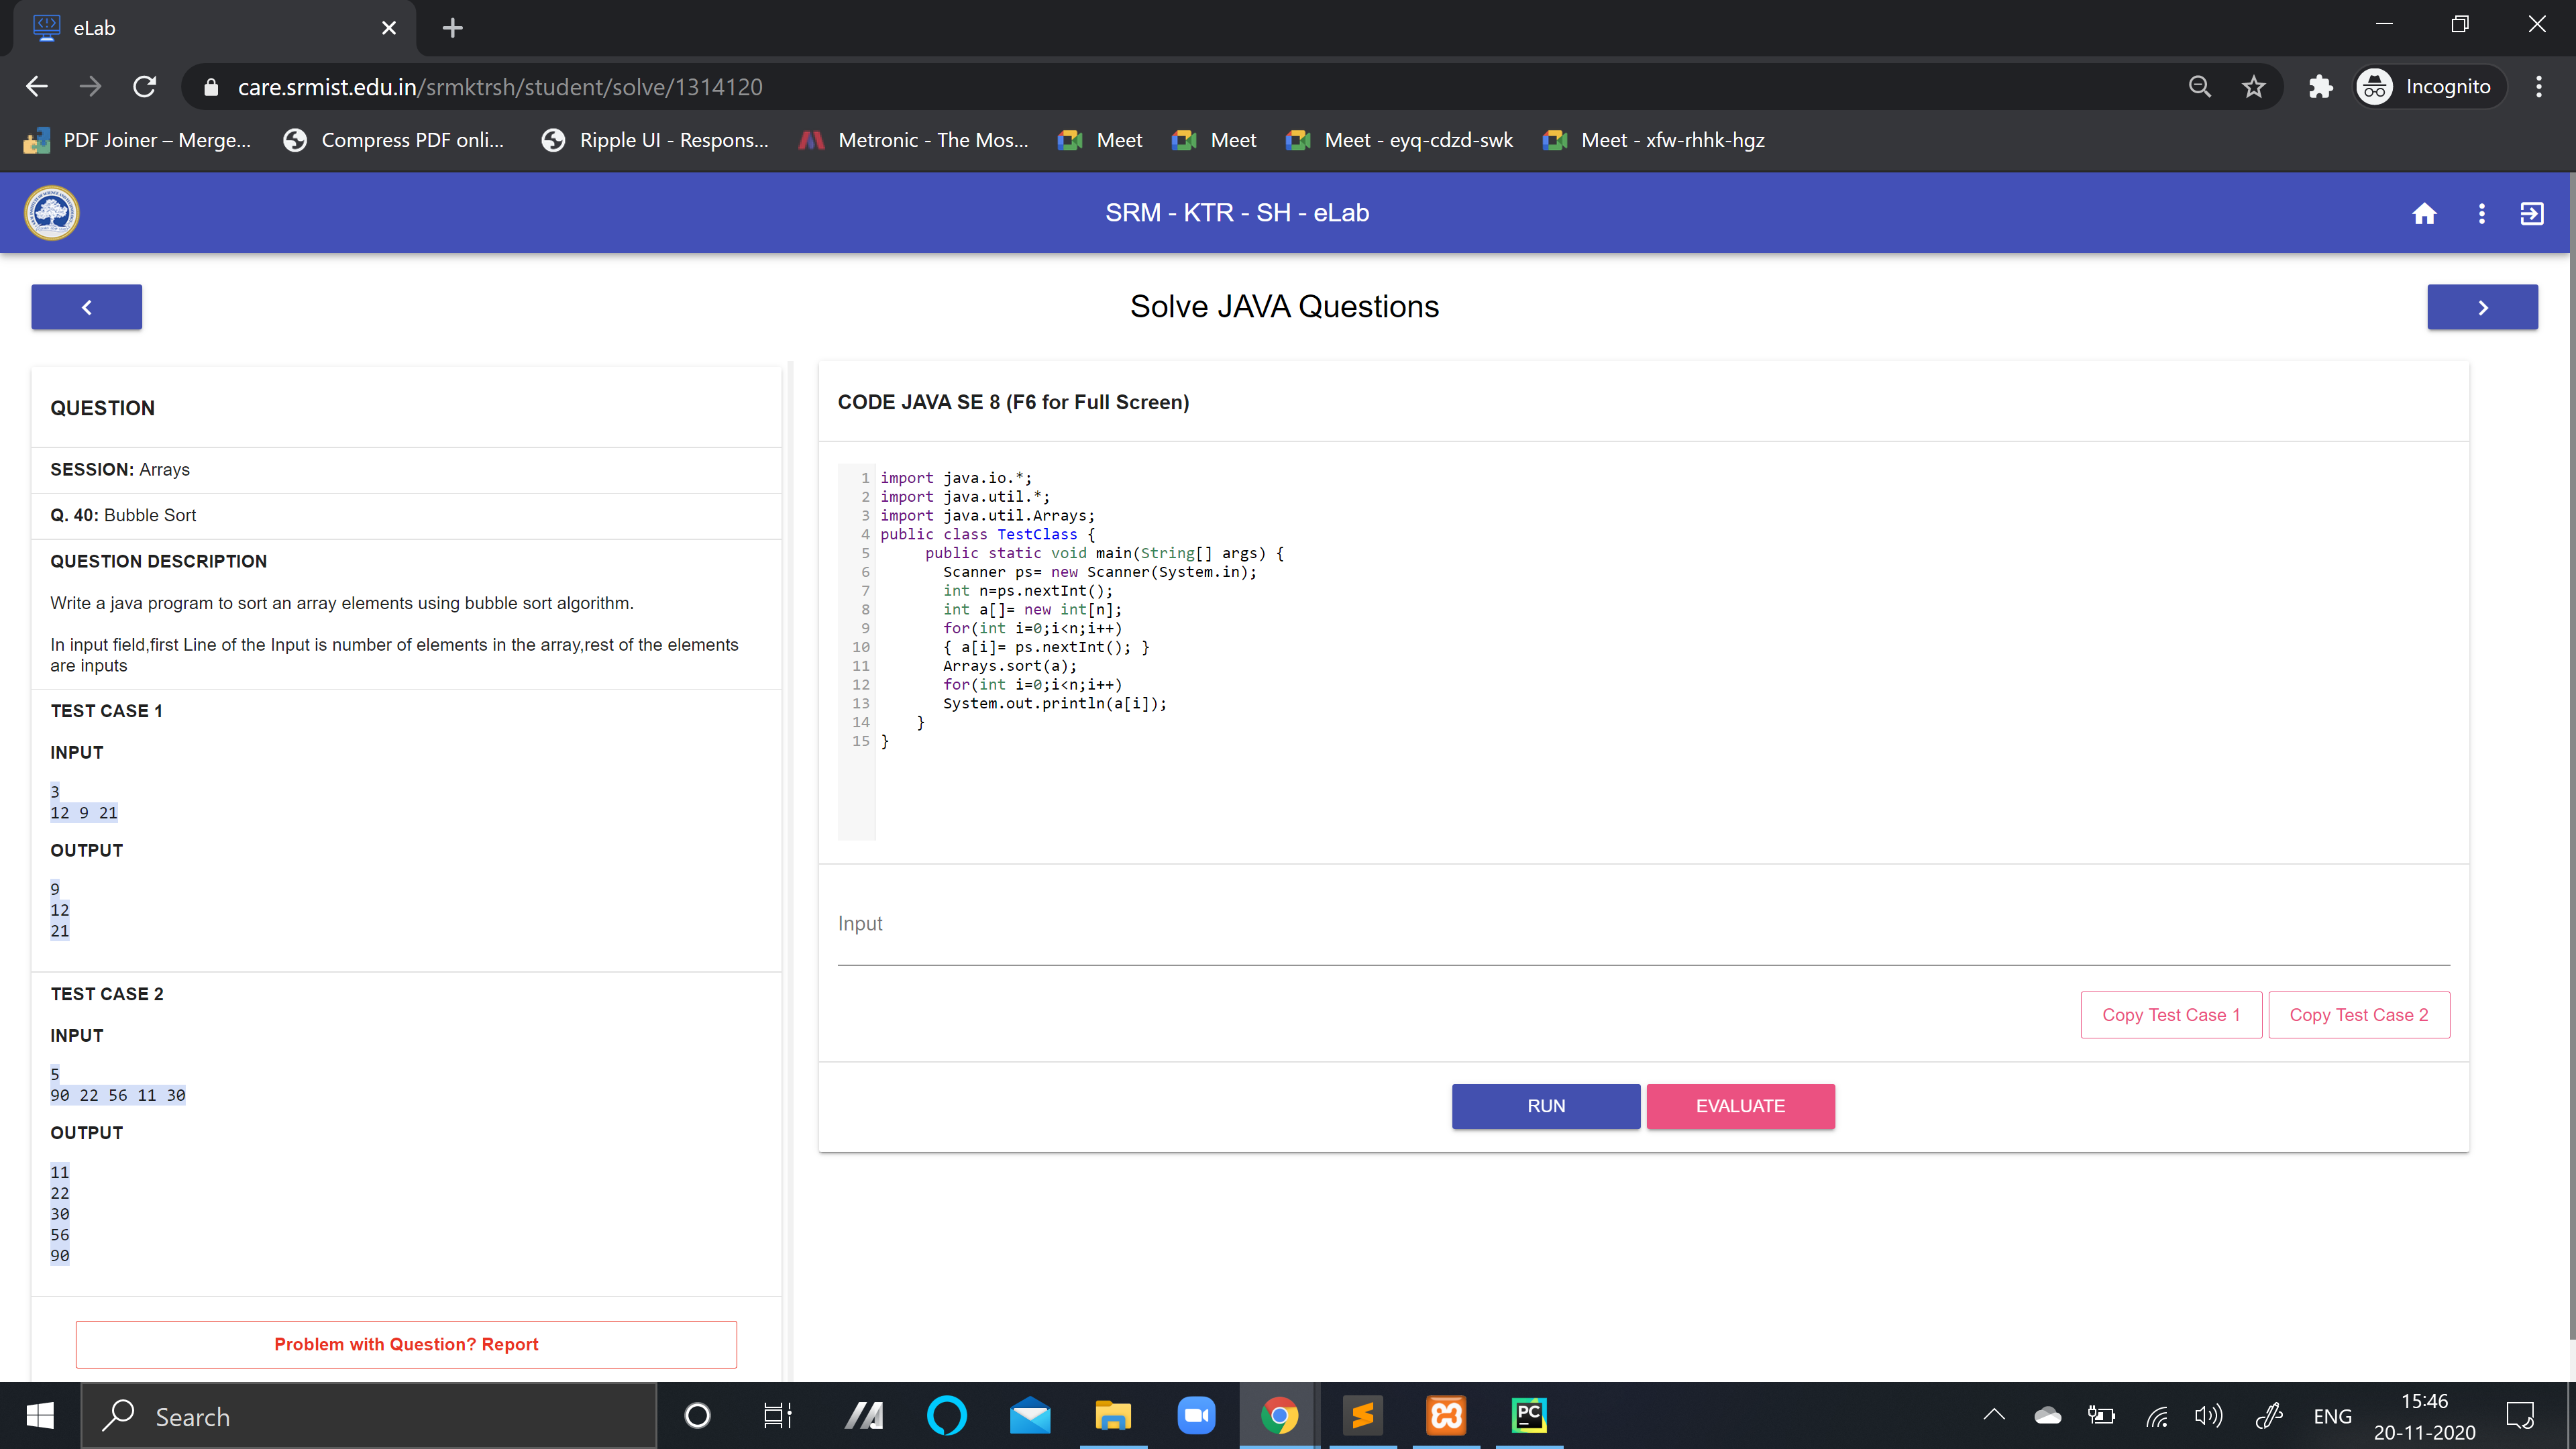 eLab
care.srmist.edu.in/srmktrsh/student/solve/1314120
Incognito
PDF Joiner – Merge...
Compress PDF onli...
Ripple UI - Respons...
Metronic - The Mos...
Meet
Meet
Meet - eyq-cdzd-swk
Meet - xfw-rhhk-hgz
SRM - KTR - SH - eLab
Solve JAVA Questions
QUESTION
SESSION: Arrays
Q. 40: Bubble Sort
QUESTION DESCRIPTION
Write a java program to sort an array elements using bubble sort algorithm.
In input field,first Line of the Input is number of elements in the array,rest of the elements
are inputs
TEST CASE 1
INPUT
3
12 9 21
OUTPUT
9
12
21
TEST CASE 2
INPUT
5
90 22 56 11 30
OUTPUT
11
22
30
56
90
Problem with Question? Report
CODE JAVA SE 8 (F6 for Full Screen)
1 import java.io.*;
2 import java.util.*;
3 import java.util.Arrays;
4 public class TestClass {
5 public static void main(String[] args) {
6 Scanner ps= new Scanner(System.in);
7 int n=ps.nextInt();
8 int a[]= new int[n];
9 for(int i=0;i<n;i++)
10 { a[i]= ps.nextInt(); }
11 Arrays.sort(a);
12 for(int i=0;i<n;i++)
13 System.out.println(a[i]);
14 }
15 }
Input
Copy Test Case 1
Copy Test Case 2
RUN
EVALUATE
Search
PC
ENG
15:46
20-11-2020